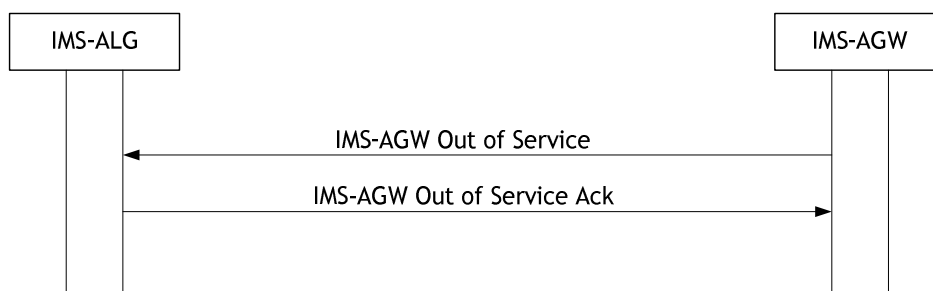 IMS-ALG
IMS-AGW
IMS-AGW Out of Service
IMS-AGW Out of Service Ack